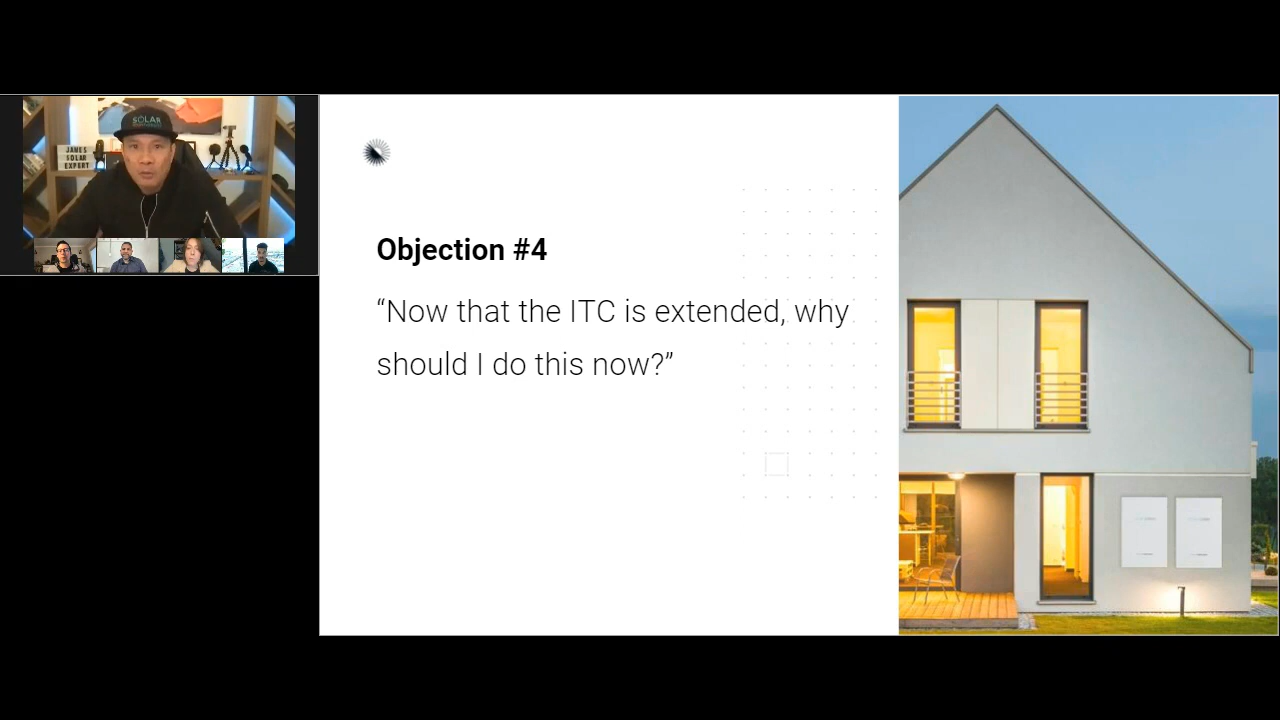 SOLAR
JAMES
SOLAR
EXPERT
Objection #4
“Now that the ITC is extended, why
should I do this now?”